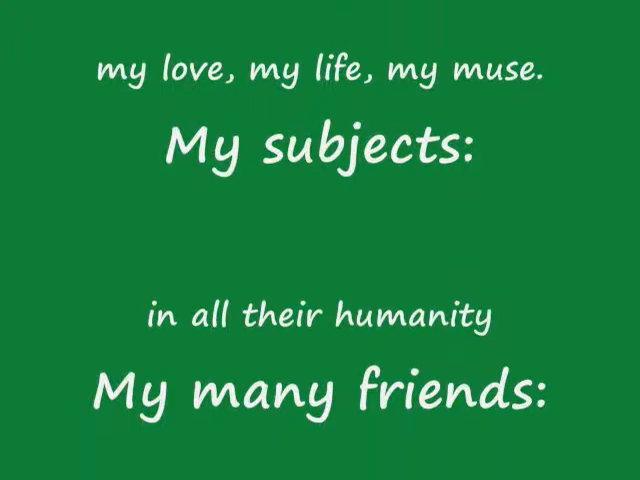 my love, my life, my muse.
My subjects:
in all their humanity
My many friends: